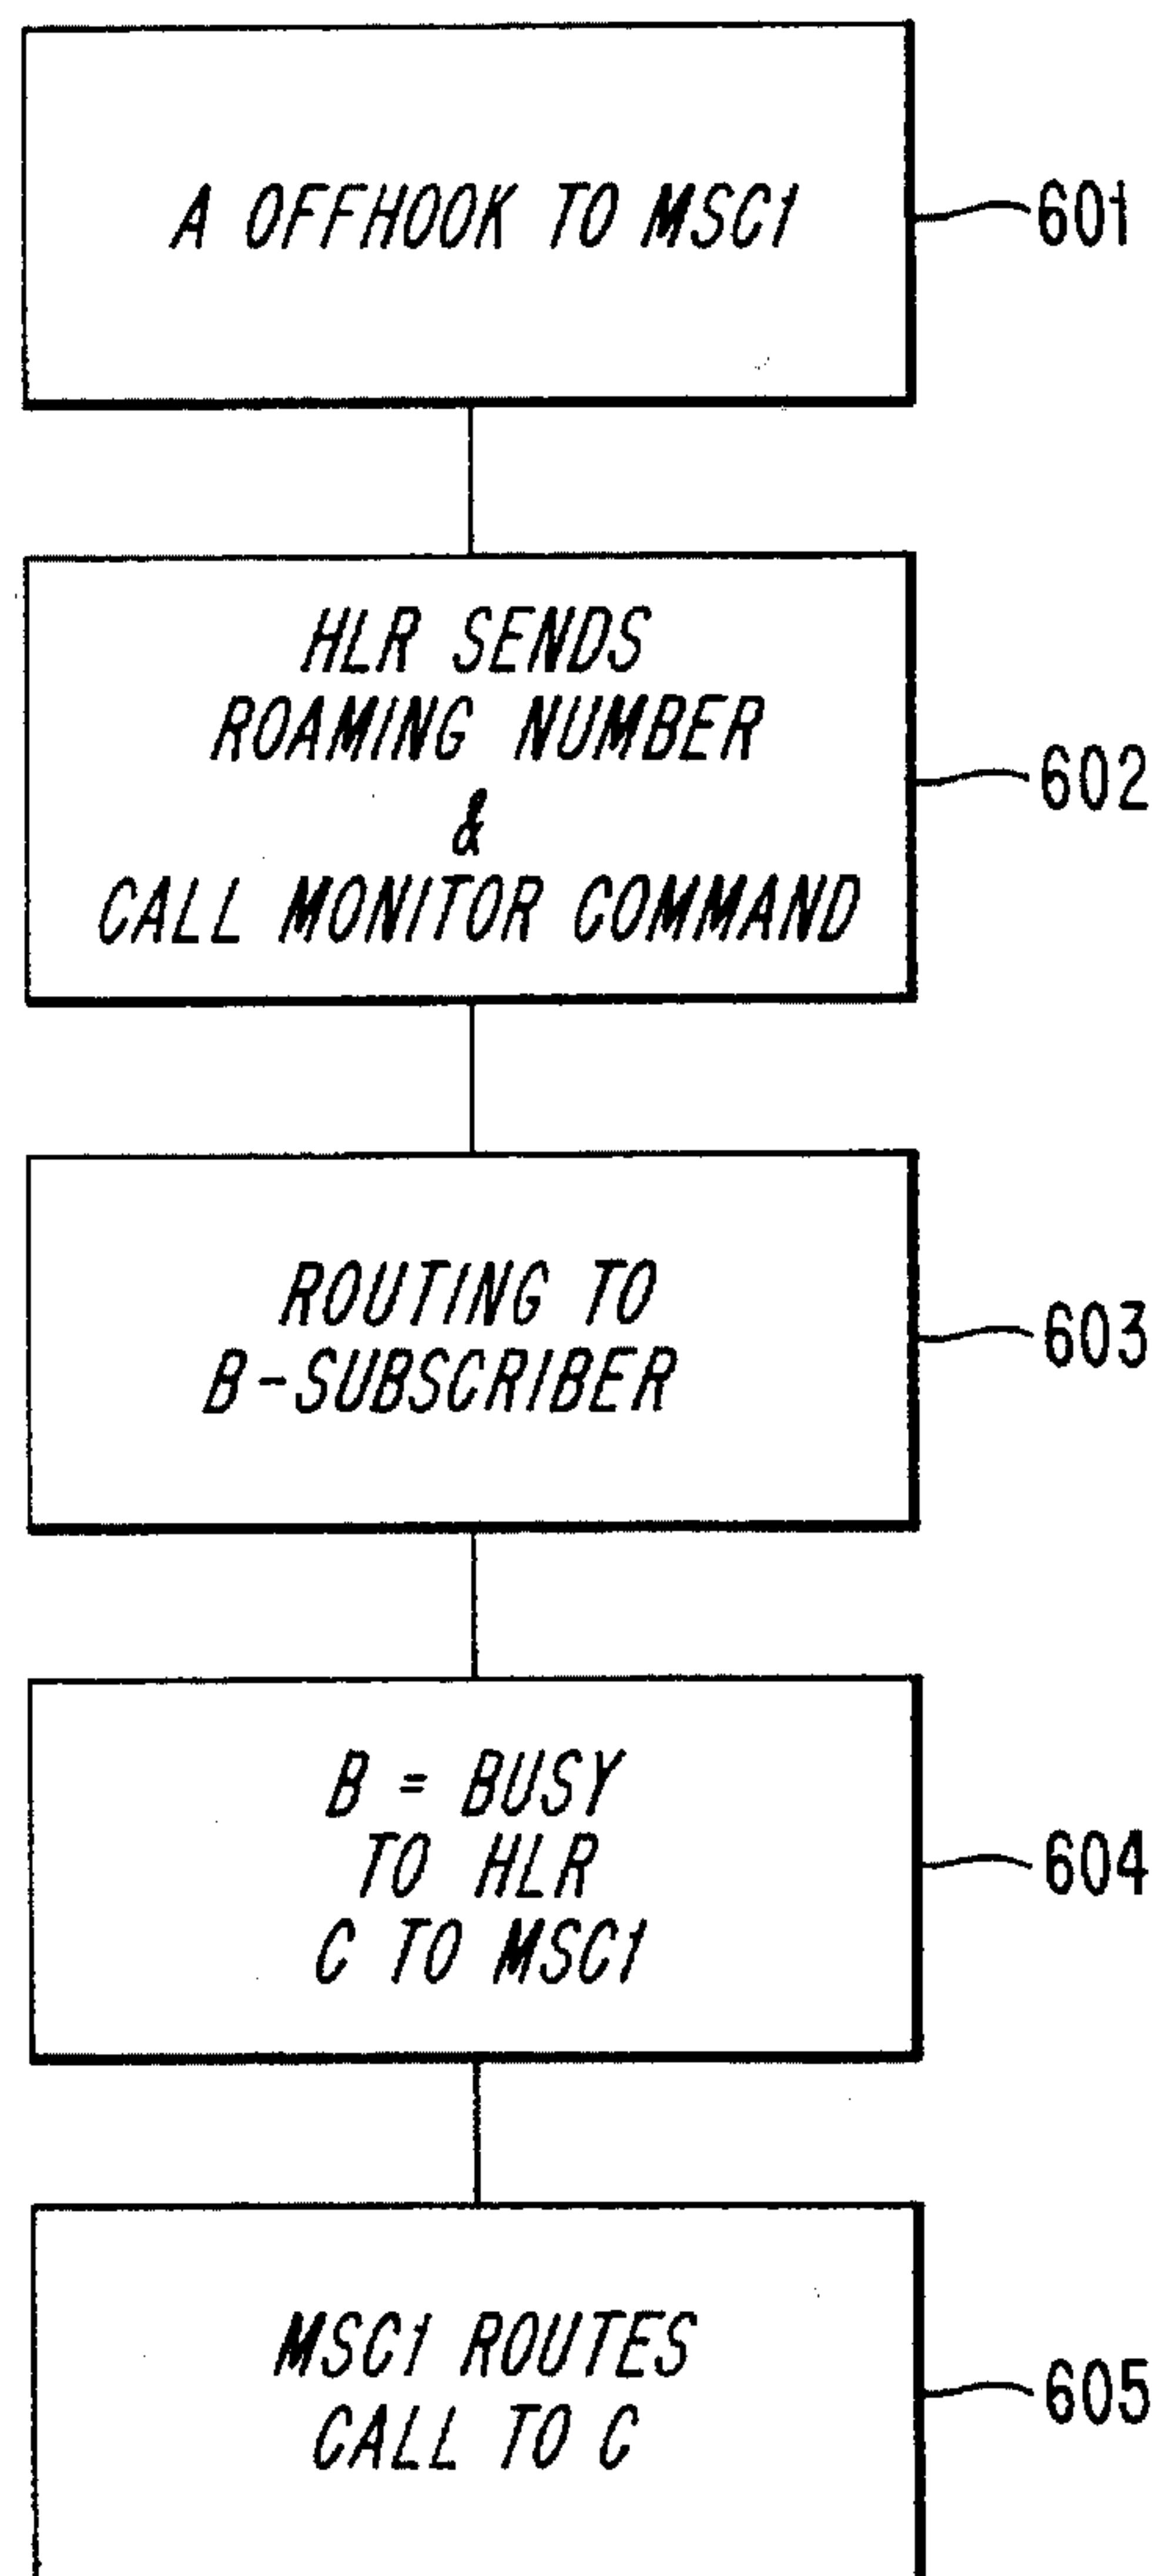 A OFFHOOK TO MSC1
601
HLR SENDS
ROAMING NUMBER
&
CALL MONITOR COMMAND
602
ROUTING TO
B-SUBSCRIBER
603
B = BUSY
TO HLR
C TO MSC1
604
MSC1 ROUTES
CALL TO C
605